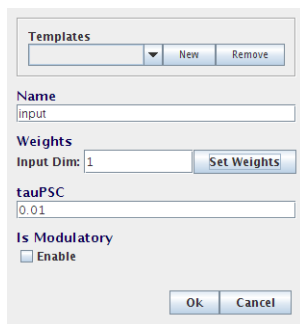 Templates
New Remove
Name
input
Weights
Input Dim: 1 Set Weights
tauPSC
0.01
Is Modulatory
Enable
Ok Cancel